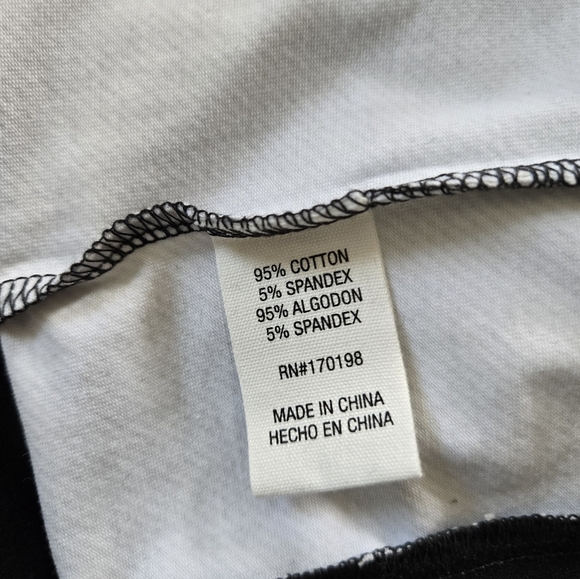 95% COTTON
5% SPANDEX
95% ALGODON
5% SPANDEX
RN#170198
MADE IN CHINA
HECHO EN CHINA